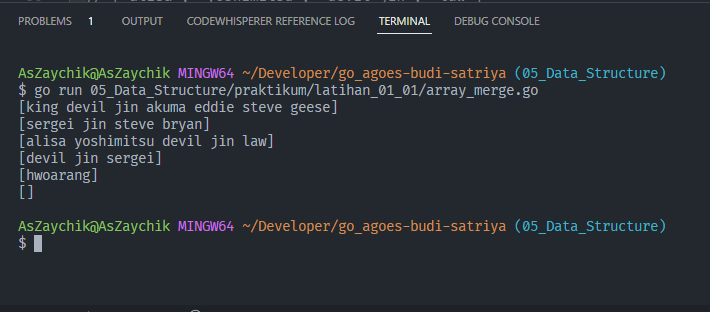 PROBLEMS 1 OUTPUT CODEWHISPERER REFERENCE LOG TERMINAL DEBUG CONSOLE
AsZaychik@AsZaychik MINGW64 ~/Developer/go_agoes-budi-satriya (05_Data_Structure)
$ go run 05_Data_Structure/praktikum/latihan_01_01/array_merge.go
[king devil jin akuma eddie steve geese]
[sergei jin steve bryan]
[alisa yoshimitsu devil jin law]
[devil jin sergei]
[hwoarang]
[]
AsZaychik@AsZaychik MINGW64 ~/Developer/go_agoes-budi-satriya (05_Data_Structure)
$